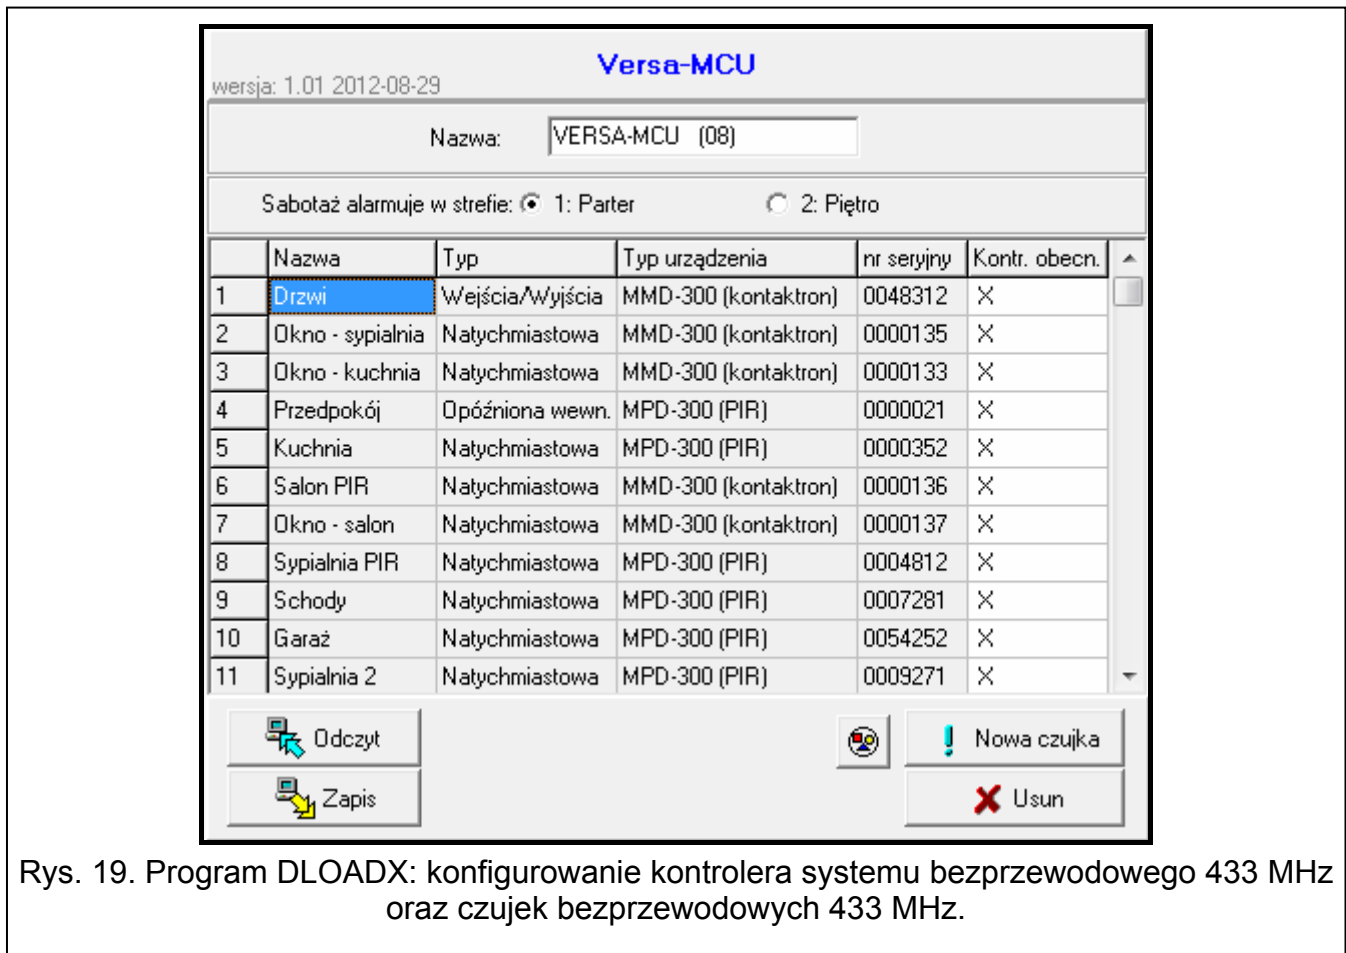 Versa-MCU
wersja: 1.01 2012-08-29
Nazwa: VERSA-MCU (08)
Sabotaż alarmuje w strefie: 1: Parter 2: Piętro
Nazwa Typ Typ urządzenia nr seryjny Kontr. obecn.
1 Drzwi Wejścia/Wyjścia MMD-300 (kontaktron) 0048312 X
2 Okno - sypialnia Natychmiastowa MMD-300 (kontaktron) 0000135 X
3 Okno - kuchnia Natychmiastowa MMD-300 (kontaktron) 0000133 X
4 Przedpokój Opóźniona wewn. MPD-300 (PIR) 0000021 X
5 Kuchnia Natychmiastowa MPD-300 (PIR) 0000352 X
6 Salon PIR Natychmiastowa MMD-300 (kontaktron) 0000136 X
7 Okno - salon Natychmiastowa MMD-300 (kontaktron) 0000137 X
8 Sypialnia PIR Natychmiastowa MPD-300 (PIR) 0004812 X
9 Schody Natychmiastowa MPD-300 (PIR) 0007281 X
10 Garaż Natychmiastowa MPD-300 (PIR) 0054252 X
11 Sypialnia 2 Natychmiastowa MPD-300 (PIR) 0009271 X
Odczyt Nowa czujka
Zapis Usun
Rys. 19. Program DLOADX: konfigurowanie kontrolera systemu bezprzewodowego 433 MHz
oraz czujek bezprzewodowych 433 MHz.